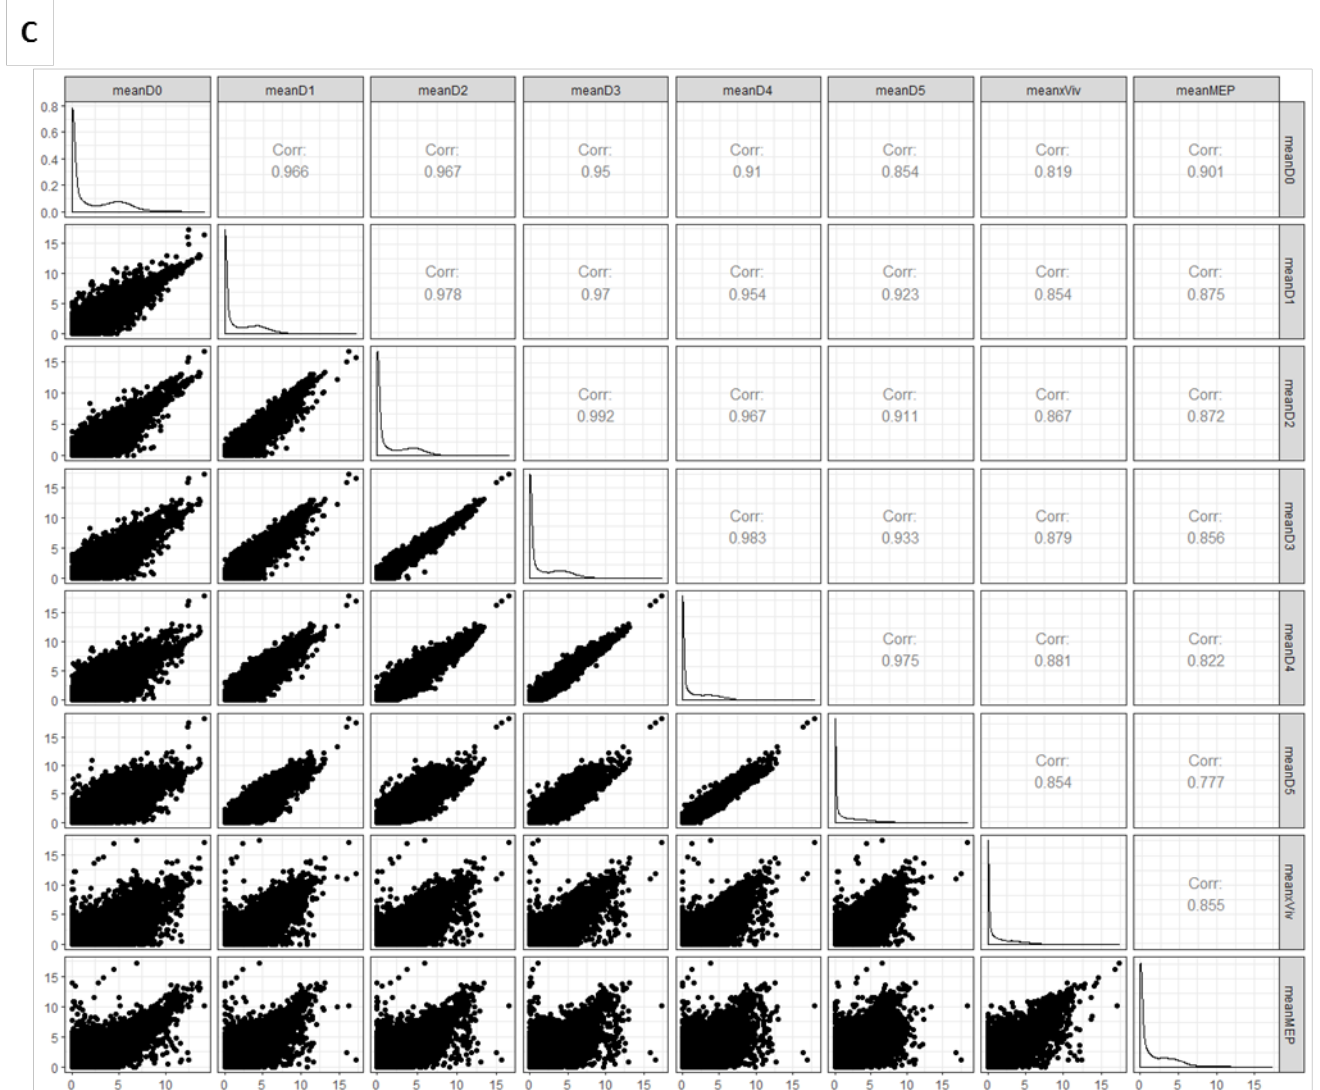 C
meanD0 meanD1 meanD2 meanD3 meanD4 meanD5 meanxViv meanMEP
0.8
0.6
0.4
0.2
0.0
Corr: Corr: Corr: Corr: Corr: Corr: Corr:
0.966 0.967 0.95 0.91 0.854 0.819 0.901
meanD0
15
10
5
0
Corr: Corr: Corr: Corr: Corr: Corr:
0.978 0.97 0.954 0.923 0.854 0.875
meanD1
15
10
5
0
Corr: Corr: Corr: Corr: Corr:
0.992 0.967 0.911 0.867 0.872
meanD2
15
10
5
0
Corr: Corr: Corr: Corr:
0.983 0.933 0.879 0.856
meanD3
15
10
5
0
Corr: Corr: Corr:
0.975 0.881 0.822
meanD4
15
10
5
0
Corr: Corr:
0.854 0.777
meanD5
15
10
5
0
Corr:
0.855
meanxViv
15
10
5
0
meanMEP
0 5 10 0 5 10 15 0 5 10 15 0 5 10 15 0 5 10 15 0 5 10 15 0 5 10 15 0 5 10 15